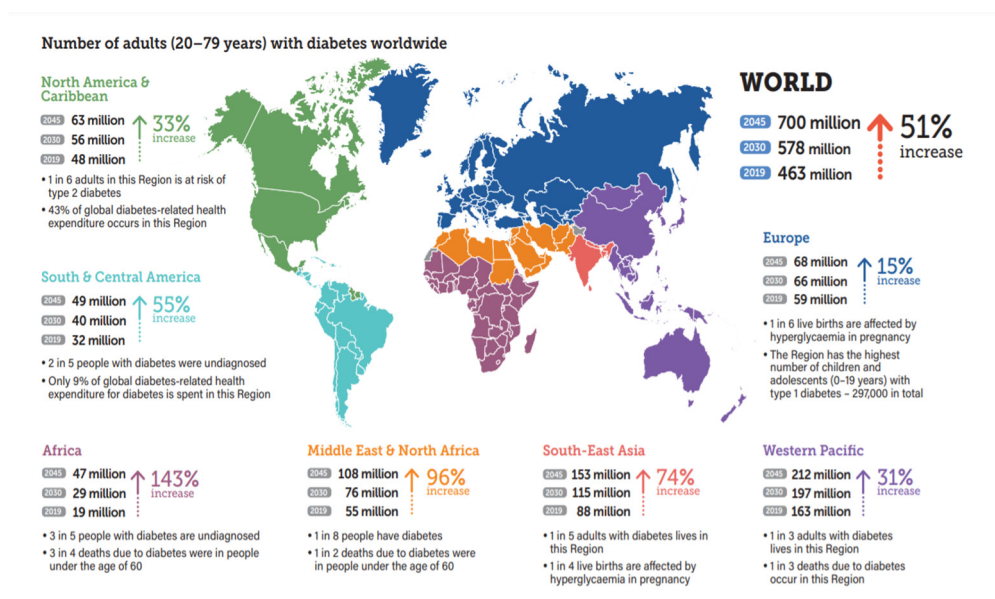 Number of adults (20–79 years) with diabetes worldwide
North America &
Caribbean
2045 63 million
2030 56 million
2019 48 million
33%
increase
• 1 in 6 adults in this Region is at risk of
type 2 diabetes
• 43% of global diabetes-related health
expenditure occurs in this Region
South & Central America
2045 49 million
2030 40 million
2019 32 million
55%
increase
• 2 in 5 people with diabetes were undiagnosed
• Only 9% of global diabetes-related health
expenditure for diabetes is spent in this Region
WORLD
2045 700 million
2030 578 million
2019 463 million
51%
increase
Europe
2045 68 million
2030 66 million
2019 59 million
15%
increase
• 1 in 6 live births are affected by
hyperglycaemia in pregnancy
• The Region has the highest
number of children and
adolescents (0–19 years) with
type 1 diabetes – 297,000 in total
Africa
2045 47 million
2030 29 million
2019 19 million
143%
increase
• 3 in 5 people with diabetes are undiagnosed
• 3 in 4 deaths due to diabetes were in people
under the age of 60
Middle East & North Africa
2045 108 million
2030 76 million
2019 55 million
96%
increase
• 1 in 8 people have diabetes
• 1 in 2 deaths due to diabetes were
in people under the age of 60
South-East Asia
2045 153 million
2030 115 million
2019 88 million
74%
increase
• 1 in 5 adults with diabetes lives in
this Region
• 1 in 4 live births are affected by
hyperglycaemia in pregnancy
Western Pacific
2045 212 million
2030 197 million
2019 163 million
31%
increase
• 1 in 3 adults with diabetes
lives in this Region
• 1 in 3 deaths due to diabetes
occur in this Region